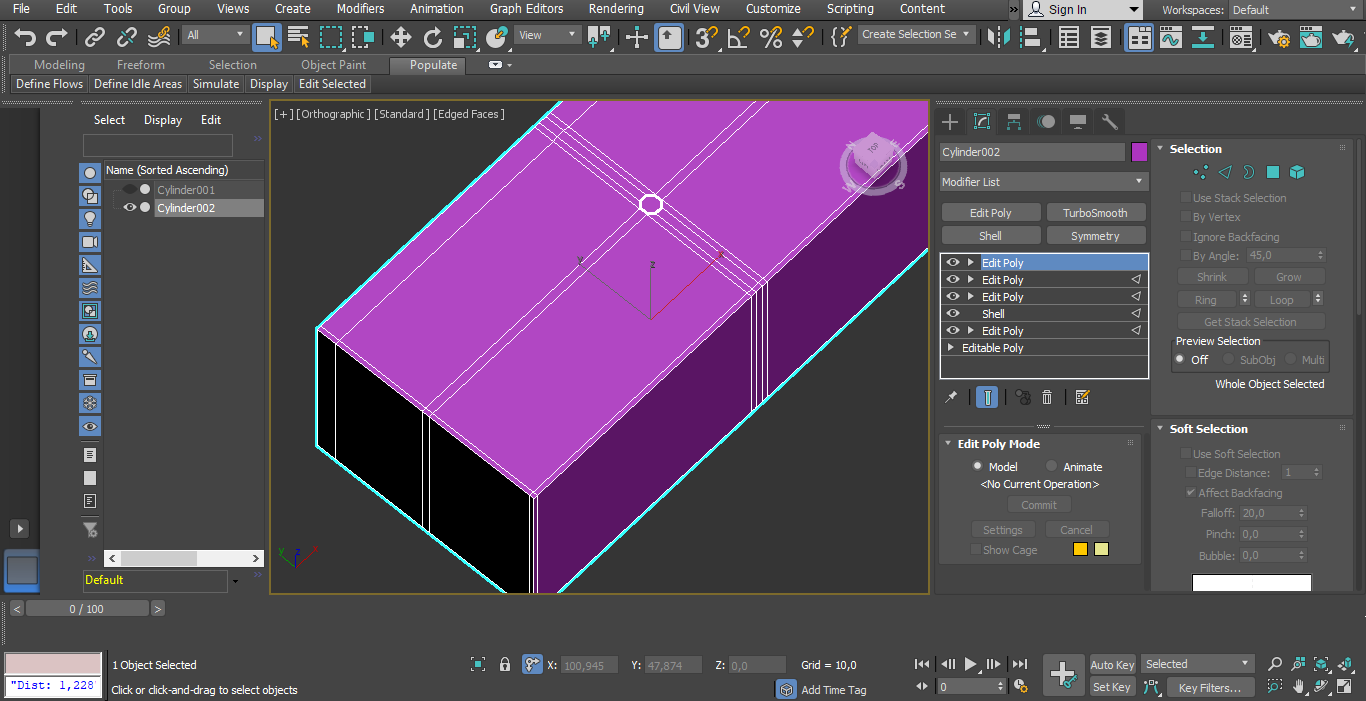 File Edit Tools Group Views Create Modifiers Animation Graph Editors Rendering Civil View Customize Scripting Content » Sign In Workspaces: Default
All View 3 Create Selection Se
Modeling Freeform Selection Object Paint Populate
Define Flows Define Idle Areas Simulate Display Edit Selected
Select Display Edit
Name (Sorted Ascending)
Cylinder001
Cylinder002
Default
[+] [Orthographic] [Standard] [Edged Faces]
TOP
S
x
y
z
y z x
Cylinder002
Modifier List
Edit Poly TurboSmooth
Shell Symmetry
Edit Poly
Edit Poly
Edit Poly
Shell
Edit Poly
Editable Poly
Edit Poly Mode
Model Animate
<No Current Operation>
Commit
Settings Cancel
Show Cage
Selection
Use Stack Selection
By Vertex
Ignore Backfacing
By Angle: 45,0
Shrink Grow
Ring Loop
Get Stack Selection
Preview Selection
Off SubObj Multi
Whole Object Selected
Soft Selection
Use Soft Selection
Edge Distance: 1
Affect Backfacing
Falloff: 20,0
Pinch: 0,0
Bubble: 0,0
< 0 / 100 >
"Dist: 1,228"
1 Object Selected
Click or click-and-drag to select objects
X: 100,945 Y: 47,874 Z: 0,0 Grid = 10,0
Add Time Tag
0
Auto Key Selected
Set Key Key Filters...